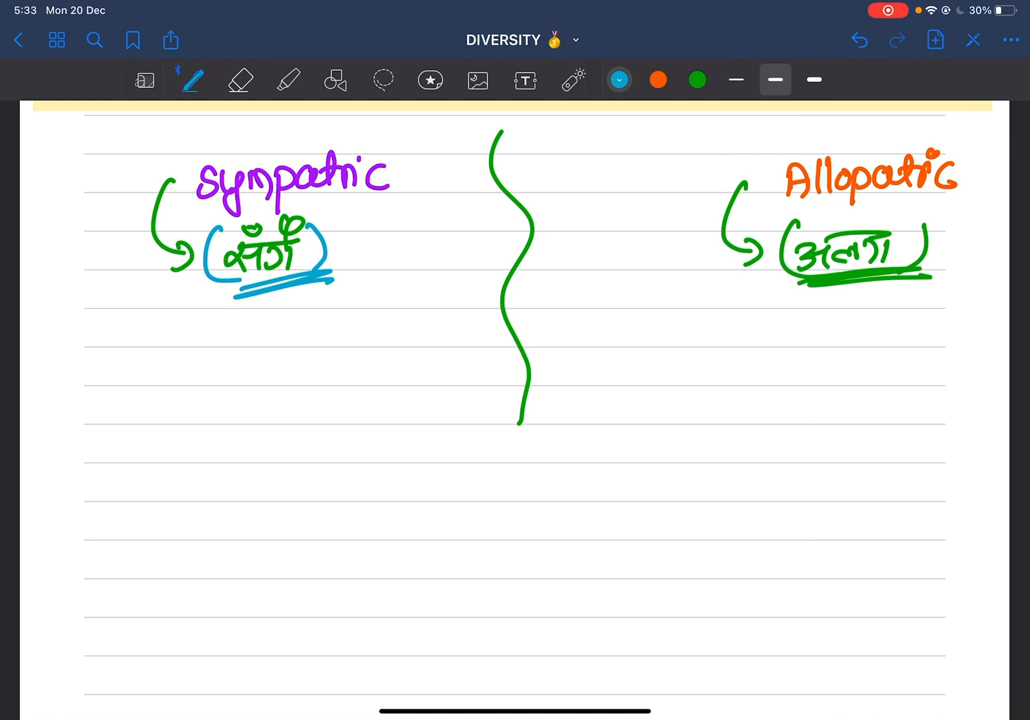 5:33 Mon 20 Dec
30%
DIVERSITY 🥇
Sympatric
Allopatric
(संग)
(अलग)